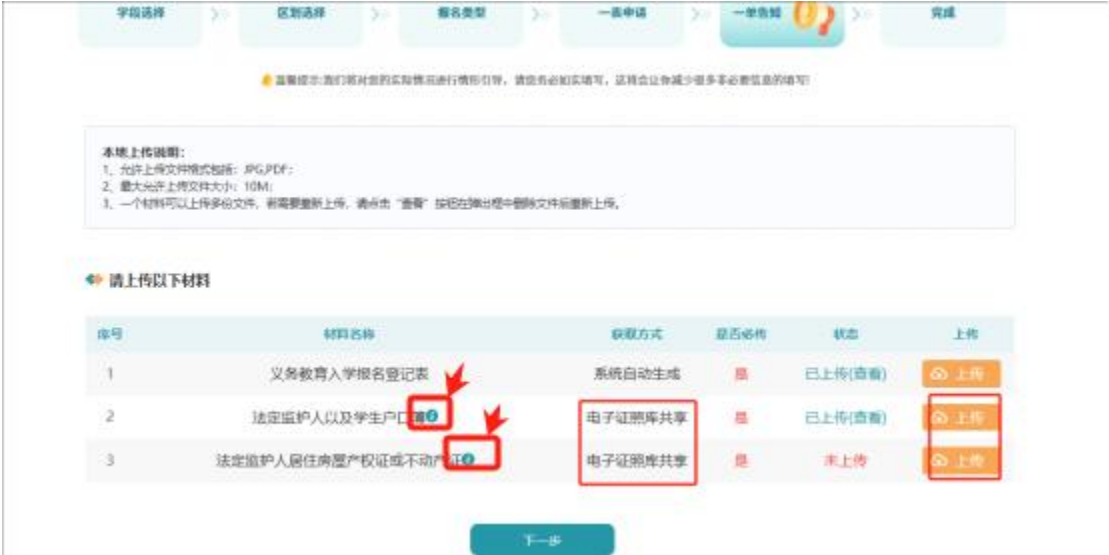 学段选择 区划选择 报名类型 一表申请 一单告知 完成
温馨提示:我们将对您的实际情况进行情形引导，请您务必如实填写，这将会让你减少很多非必要信息的填写!
本地上传说明：
1、允许上传文件格式包括：JPG,PDF；
2、最大允许上传文件大小：10M；
3、一个材料可以上传多份文件，若需要重新上传，请点击“查看”按钮在弹出框中删除文件后重新上传。
请上传以下材料
序号 材料名称 获取方式 是否必传 状态 上传
1 义务教育入学报名登记表 系统自动生成 是 已上传(查看) 上传
2 法定监护人以及学生户口簿 电子证照库共享 是 已上传(查看) 上传
3 法定监护人居住房屋产权证或不动产证 电子证照库共享 是 未上传 上传
下一步